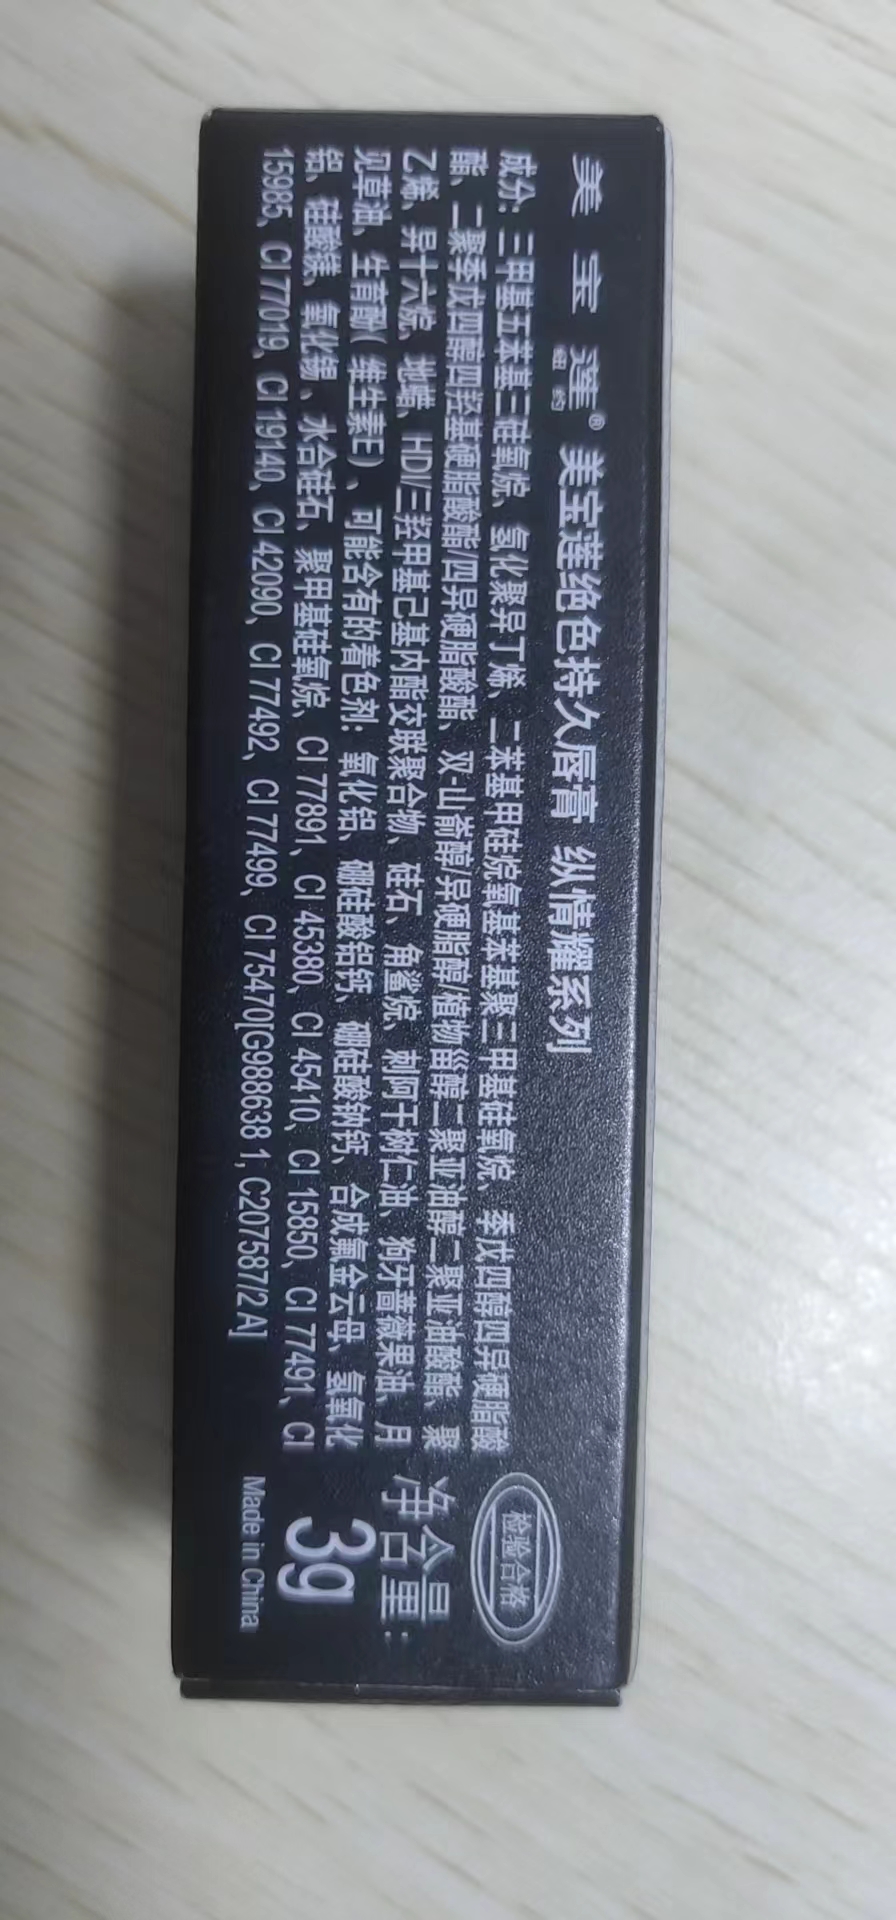 美宝莲® 美宝莲绝色持久唇膏 纵情耀系列
纽约
成分：三甲基五苯基三硅氧烷、氢化聚异丁烯、二苯基甲硅烷氧基苯基聚三甲基硅氧烷、季戊四醇四异硬脂酸
酯、二聚季戊四醇四羟基硬脂酸酯/四异硬脂酸酯、双-山嵛醇/异硬脂醇/植物甾醇二聚亚油醇二聚亚油酸酯、聚
乙烯、异十六烷、地蜡、HDI/三羟甲基己基内酯交联聚合物、硅石、角鲨烷、刺阿干树仁油、狗牙蔷薇果油、月
见草油、生育酚（维生素E）、可能含有的着色剂：氧化铝、硼硅酸铝钙、硼硅酸钠钙、合成氟金云母、氢氧化
铝、硅酸镁、氧化锡、水合硅石、聚甲基硅氧烷、CI 77891、CI 45380、CI 45410、CI 15850、CI 77491、CI
15985、CI 77019、CI 19140、CI 42090、CI 77492、CI 77499、CI 75470[G988638 1, C207587/2 A]
检验合格
净含量：
3g
Made in China